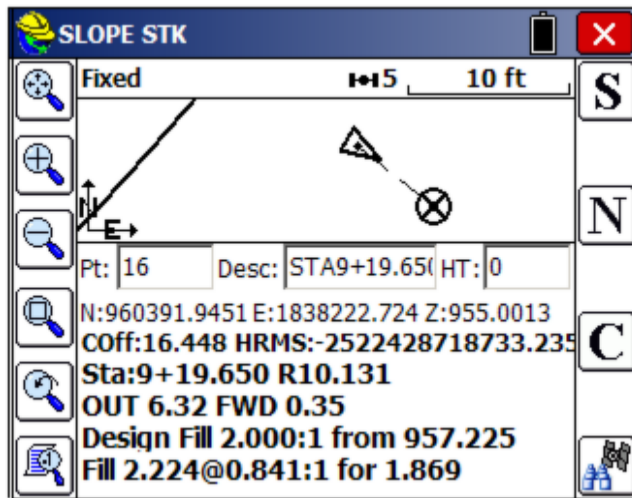 SLOPE STK
Fixed 5 10 ft
S
N
E
N
Pt: 16 Desc: STA9+19.650 HT: 0
N:960391.9451 E:1838222.724 Z:955.0013
COff:16.448 HRMS:-2522428718733.235
C
Sta:9+19.650 R10.131
OUT 6.32 FWD 0.35
Design Fill 2.000:1 from 957.225
Fill 2.224@0.841:1 for 1.869